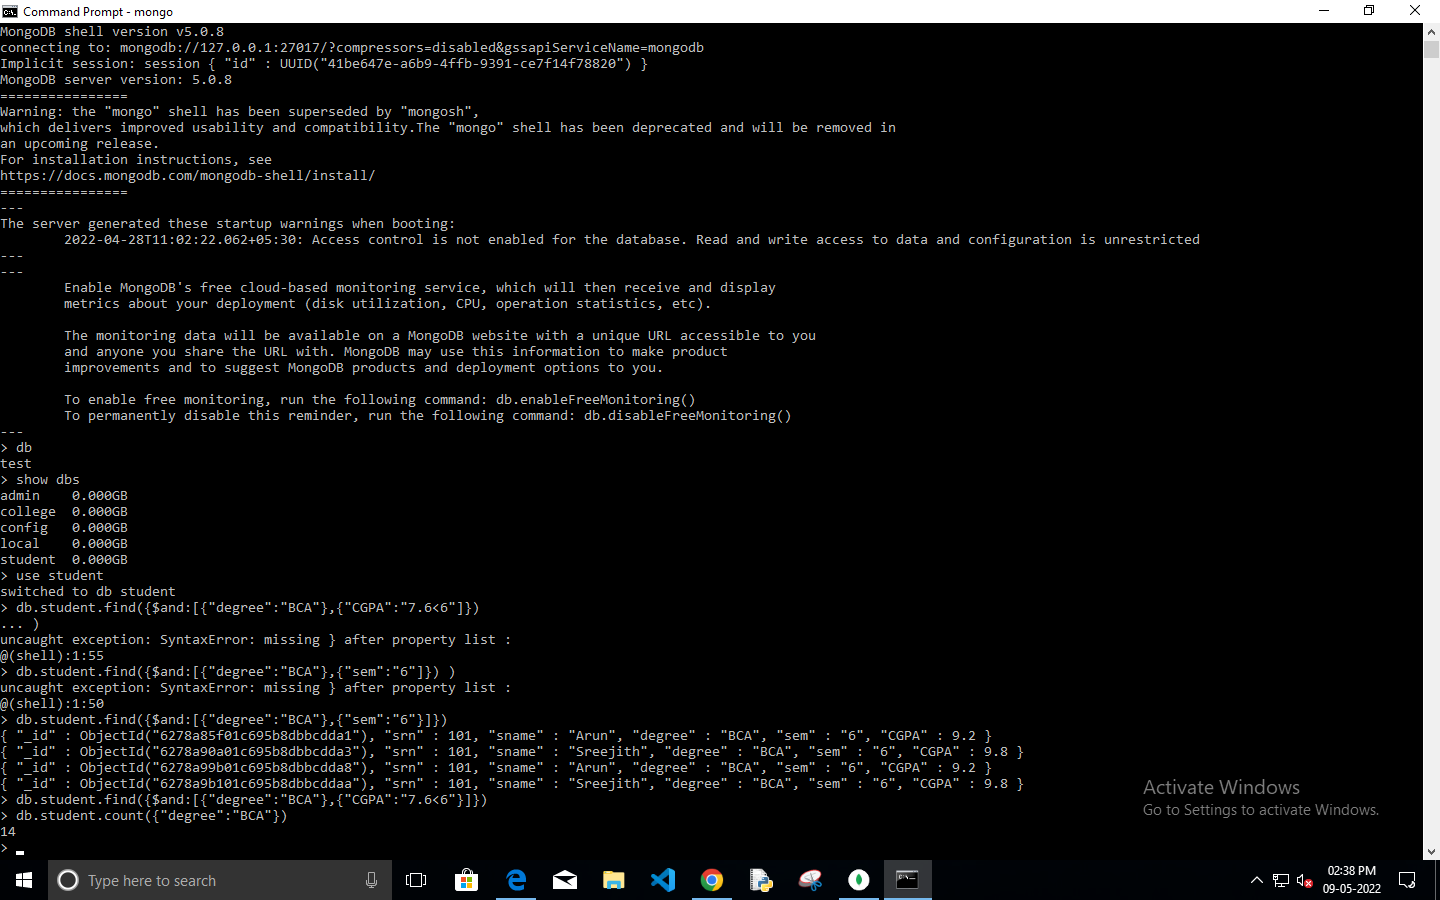 Command Prompt - mongo
MongoDB shell version v5.0.8
connecting to: mongodb://127.0.0.1:27017/?compressors=disabled&gssapiServiceName=mongodb
Implicit session: session { "id" : UUID("41be647e-a6b9-4ffb-9391-ce7f14f78820") }
MongoDB server version: 5.0.8
================
Warning: the "mongo" shell has been superseded by "mongosh",
which delivers improved usability and compatibility.The "mongo" shell has been deprecated and will be removed in
an upcoming release.
For installation instructions, see
https://docs.mongodb.com/mongodb-shell/install/
================
---
The server generated these startup warnings when booting:
        2022-04-28T11:02:22.062+05:30: Access control is not enabled for the database. Read and write access to data and configuration is unrestricted
---
---
        Enable MongoDB's free cloud-based monitoring service, which will then receive and display
        metrics about your deployment (disk utilization, CPU, operation statistics, etc).

        The monitoring data will be available on a MongoDB website with a unique URL accessible to you
        and anyone you share the URL with. MongoDB may use this information to make product
        improvements and to suggest MongoDB products and deployment options to you.

        To enable free monitoring, run the following command: db.enableFreeMonitoring()
        To permanently disable this reminder, run the following command: db.disableFreeMonitoring()
---
> db
test
> show dbs
admin    0.000GB
college  0.000GB
config   0.000GB
local    0.000GB
student  0.000GB
> use student
switched to db student
> db.student.find({$and:[{"degree":"BCA"},{"CGPA":"7.6<6"]})
... )
uncaught exception: SyntaxError: missing } after property list :
@(shell):1:55
> db.student.find({$and:[{"degree":"BCA"},{"sem":"6"]}) )
uncaught exception: SyntaxError: missing } after property list :
@(shell):1:50
> db.student.find({$and:[{"degree":"BCA"},{"sem":"6"}]})
{ "_id" : ObjectId("6278a85f01c695b8dbbcdda1"), "srn" : 101, "sname" : "Arun", "degree" : "BCA", "sem" : "6", "CGPA" : 9.2 }
{ "_id" : ObjectId("6278a90a01c695b8dbbcdda3"), "srn" : 101, "sname" : "Sreejith", "degree" : "BCA", "sem" : "6", "CGPA" : 9.8 }
{ "_id" : ObjectId("6278a99b01c695b8dbbcdda8"), "srn" : 101, "sname" : "Arun", "degree" : "BCA", "sem" : "6", "CGPA" : 9.2 }
{ "_id" : ObjectId("6278a9b101c695b8dbbcddaa"), "srn" : 101, "sname" : "Sreejith", "degree" : "BCA", "sem" : "6", "CGPA" : 9.8 }
> db.student.find({$and:[{"degree":"BCA"},{"CGPA":"7.6<6"}]})
> db.student.count({"degree":"BCA"})
14
>
Activate Windows
Go to Settings to activate Windows.
Type here to search
02:38 PM
09-05-2022